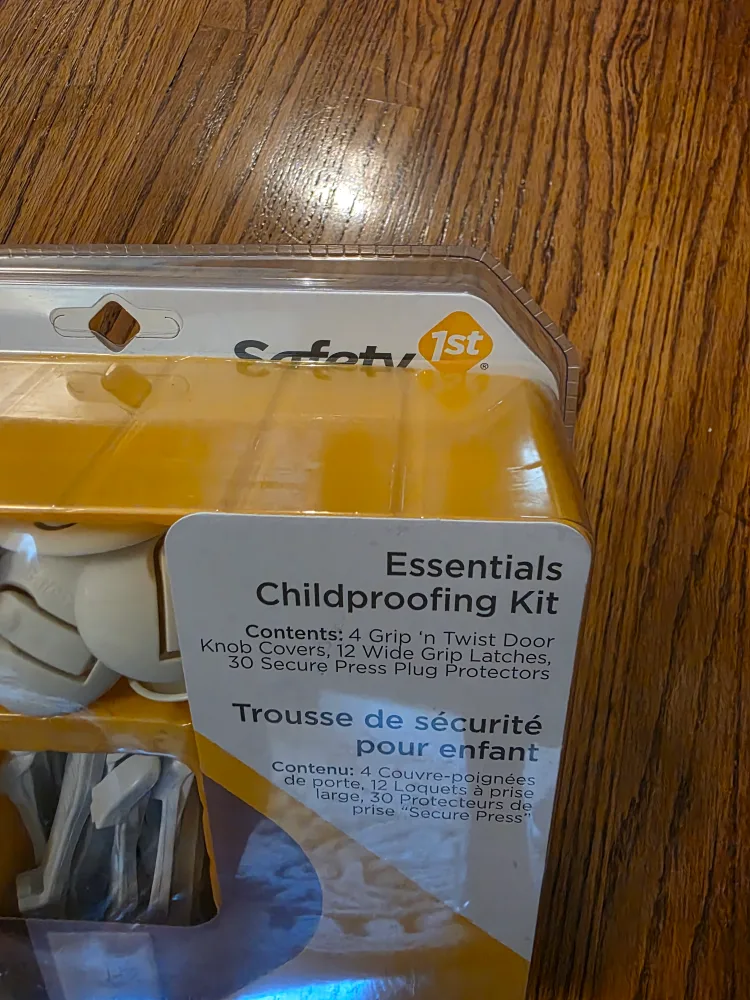 Safety 1st®
Essentials
Childproofing Kit
Contents: 4 Grip 'n Twist Door
Knob Covers, 12 Wide Grip Latches,
30 Secure Press Plug Protectors
Trousse de sécurité
pour enfant
Contenu: 4 Couvre-poignées
de porte, 12 Loquets à prise
large, 30 Protecteurs de
prise “Secure Press”